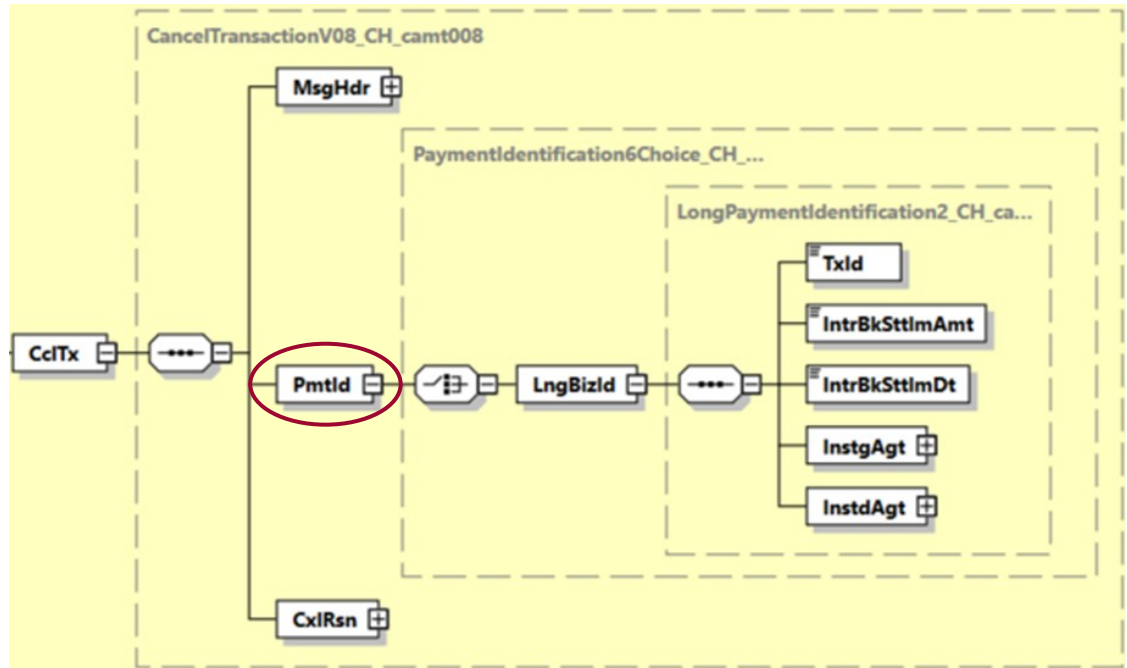 CancelTransactionV08_CH_camt008
MsgHdr
PaymentIdentification6Choice_CH_...
LongPaymentIdentification2_CH_ca...
TxId
IntrBkSttlmAmt
CclTx
PmtId
LngBizId
IntrBkSttlmDt
InstgAgt
InstdAgt
CxlRsn